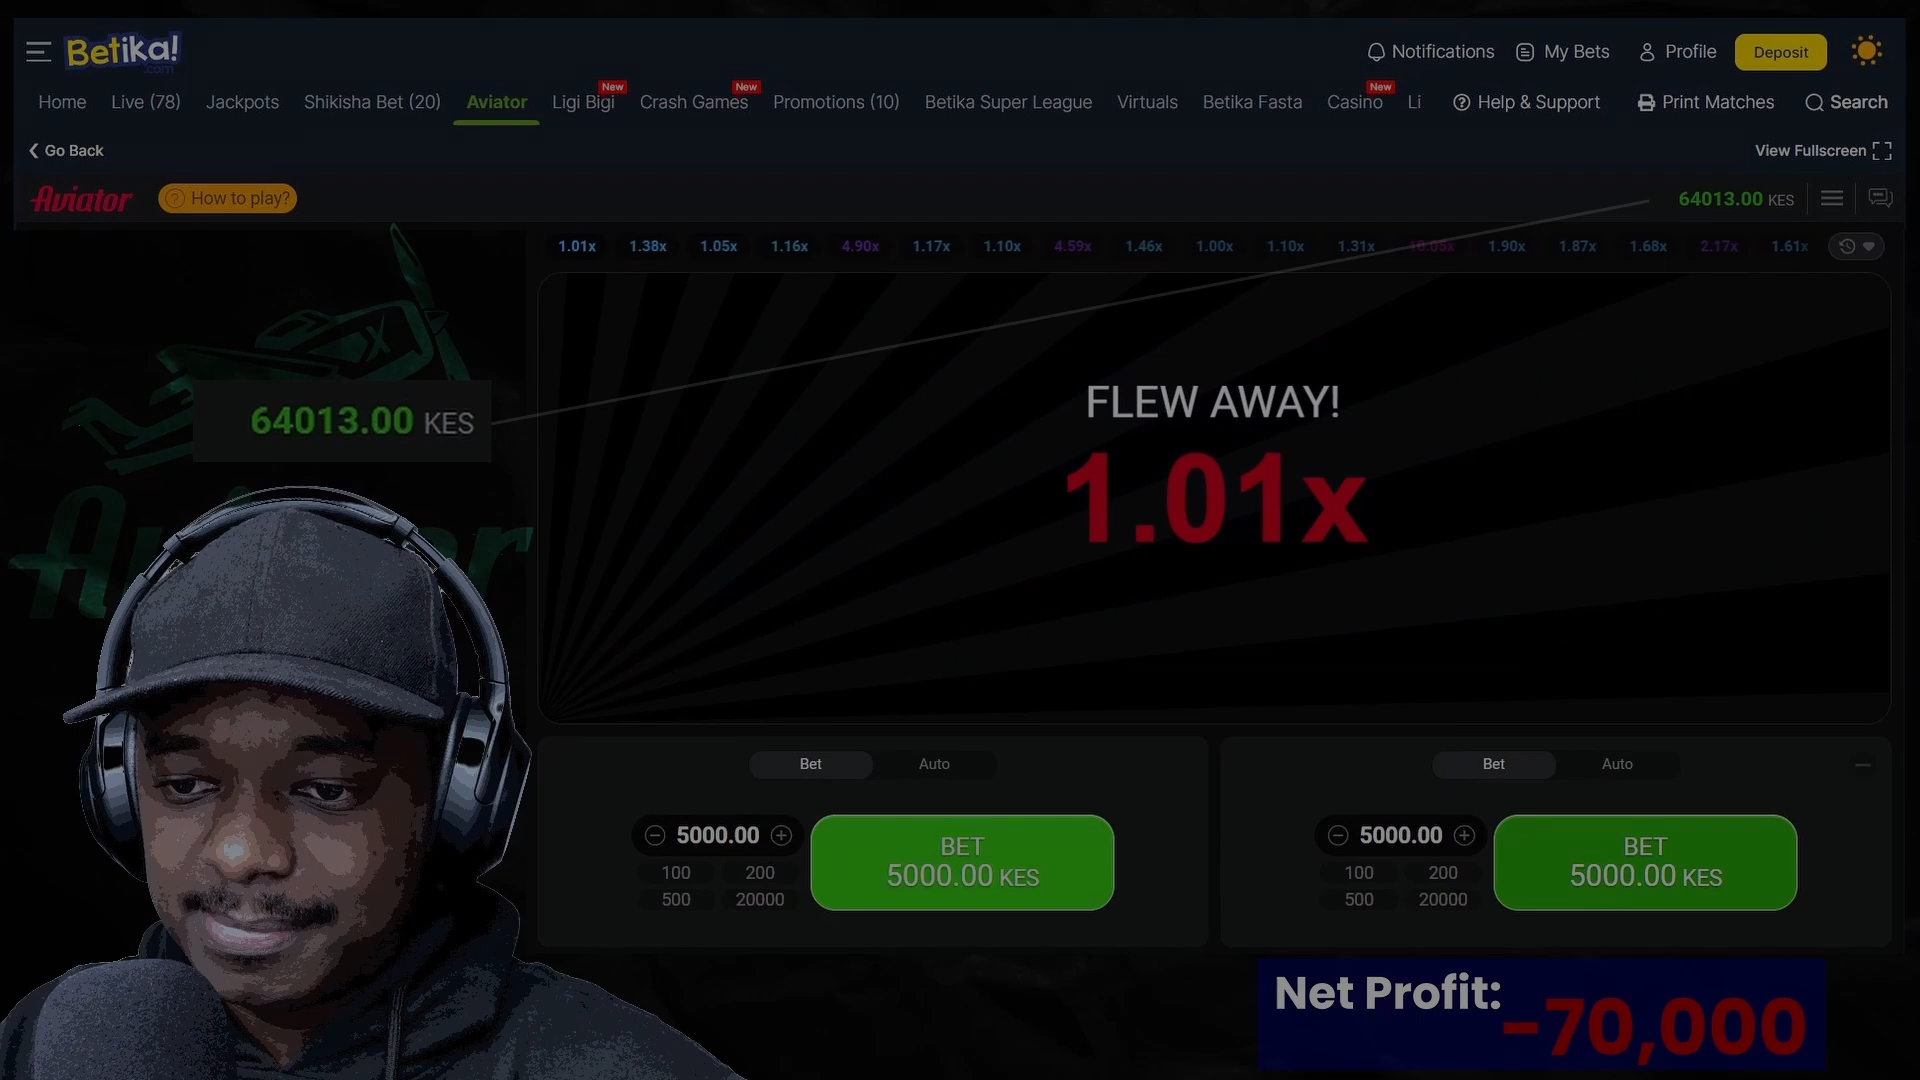 Betika!
.com
Notifications
My Bets
Profile
Deposit
Home
Live (78)
Jackpots
Shikisha Bet (20)
Aviator
Ligi Bigi
New
Crash Games
New
Promotions (10)
Betika Super League
Virtuals
Betika Fasta
Casino
New
Li
Help & Support
Print Matches
Search
Go Back
View Fullscreen
Aviator
? How to play?
64013.00 KES
1.01x 1.38x 1.05x 1.16x 4.90x 1.17x 1.10x 4.59x 1.46x 1.00x 1.10x 1.31x 10.05x 1.90x 1.87x 1.68x 2.17x 1.61x
X
64013.00 KES
FLEW AWAY!
1.01x
Bet Auto
5000.00
100 200
500 20000
BET
5000.00 KES
Bet Auto
5000.00
100 200
500 20000
BET
5000.00 KES
Net Profit:
-70,000